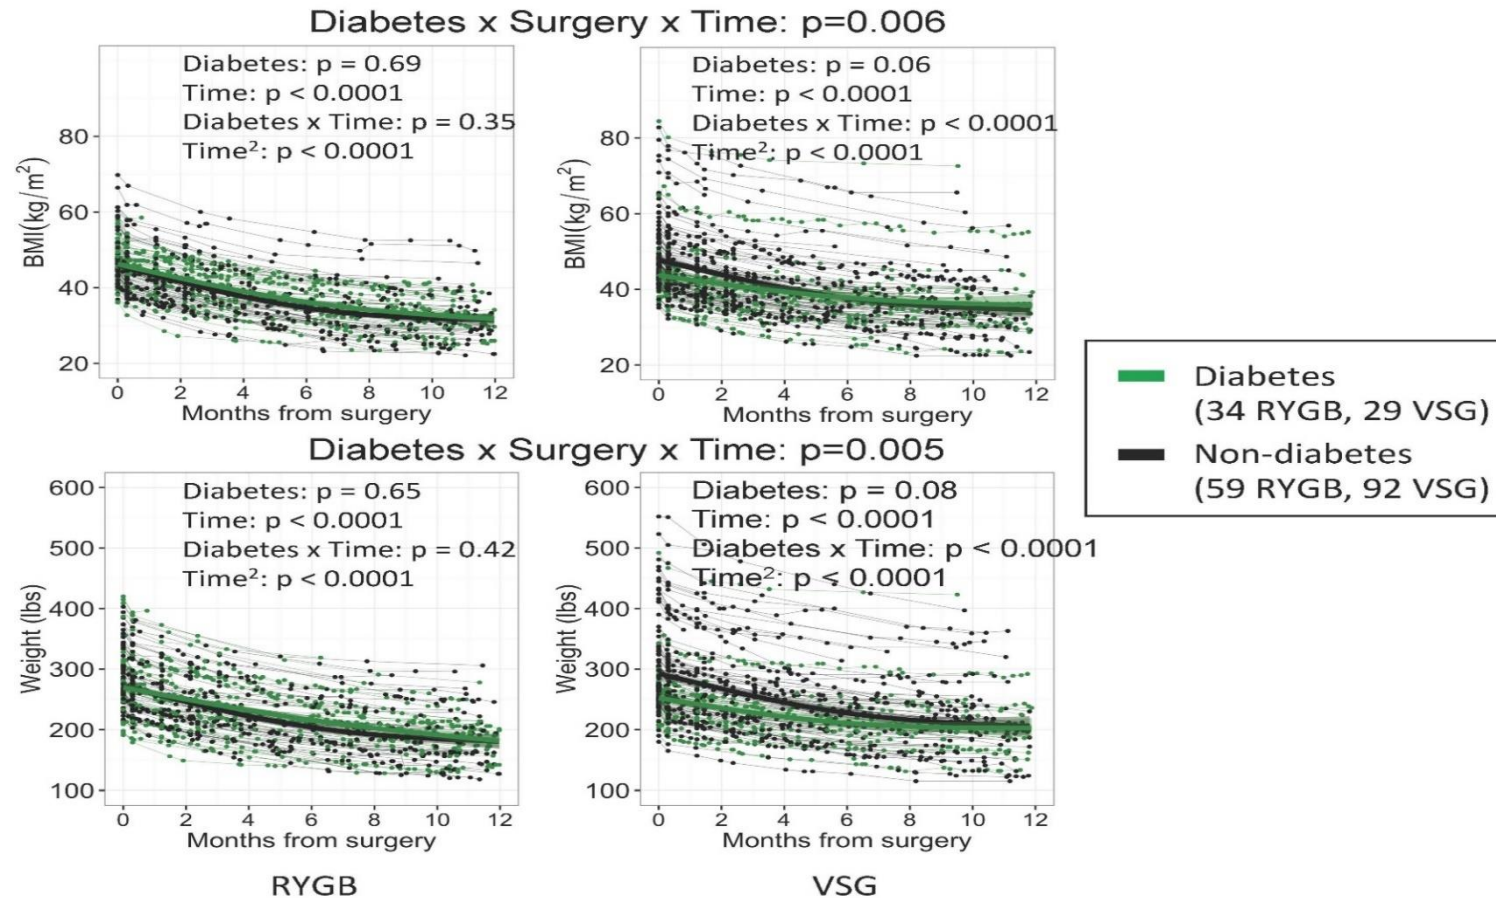 Diabetes x Surgery x Time: p=0.006
Diabetes: p = 0.69
Time: p < 0.0001
Diabetes x Time: p = 0.35
Time²: p < 0.0001
BMI(kg/m²)
80
60
40
20
0 2 4 6 8 10 12
Months from surgery
Diabetes: p = 0.06
Time: p < 0.0001
Diabetes x Time: p < 0.0001
Time²: p < 0.0001
BMI(kg/m²)
80
60
40
20
0 2 4 6 8 10 12
Months from surgery
Diabetes x Surgery x Time: p=0.005
Diabetes: p = 0.65
Time: p < 0.0001
Diabetes x Time: p = 0.42
Time²: p < 0.0001
Weight (lbs)
600
500
400
300
200
100
0 2 4 6 8 10 12
Months from surgery
RYGB
Diabetes: p = 0.08
Time: p < 0.0001
Diabetes x Time: p < 0.0001
Time²: p < 0.0001
Weight (lbs)
600
500
400
300
200
100
0 2 4 6 8 10 12
Months from surgery
VSG
Diabetes
(34 RYGB, 29 VSG)
Non-diabetes
(59 RYGB, 92 VSG)